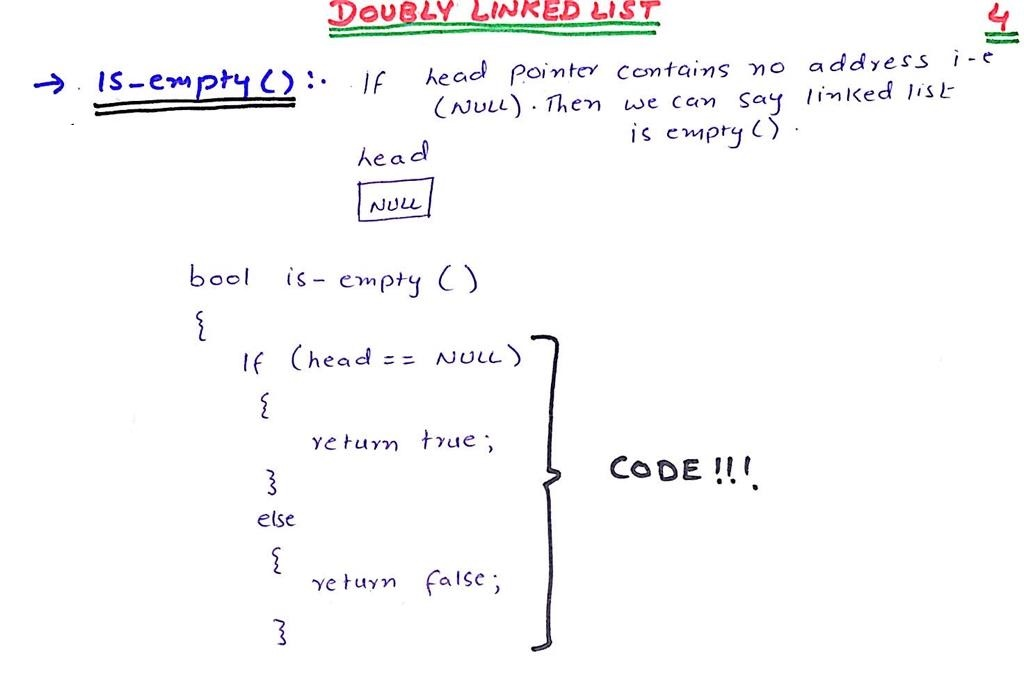 DOUBLY LINKED LIST 4
→ IS-empty():- If head pointer contains no address i-e
(NULL). Then we can say linked list
is empty().
head
NULL
bool is-empty ()
{
If (head == NULL)
{
return true;
}
else
{
return false;
}
CODE !!!